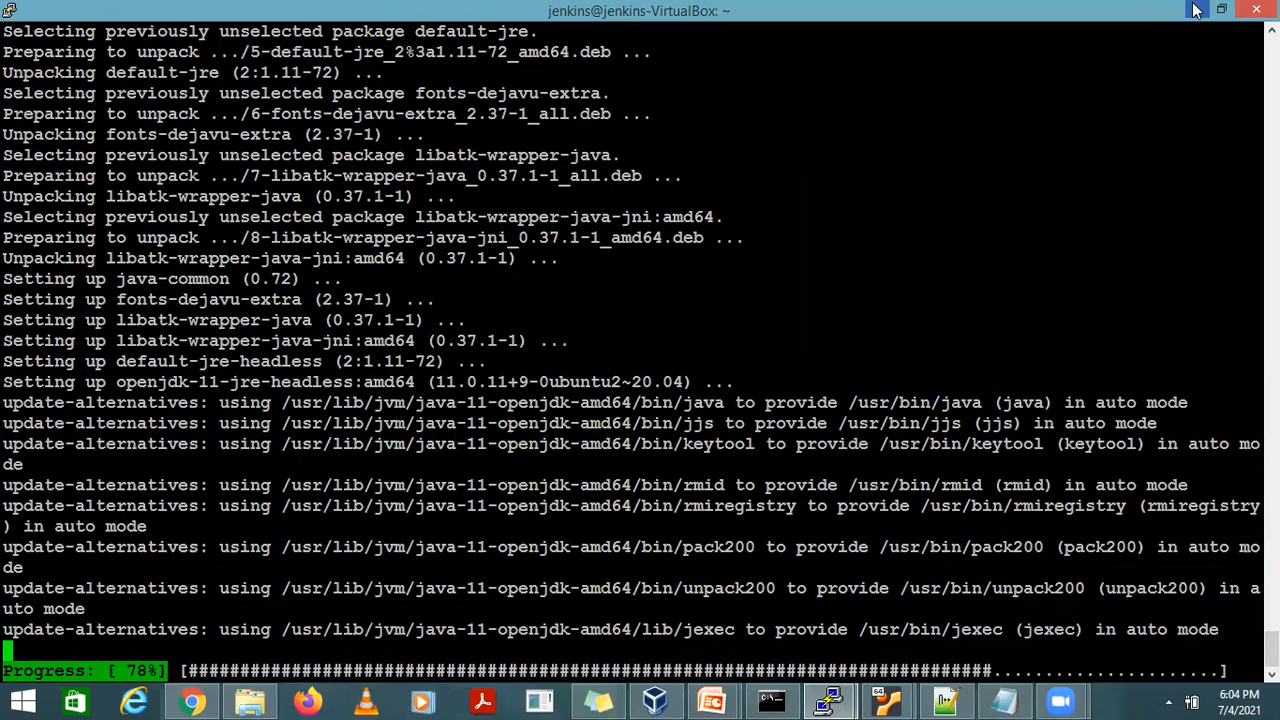 jenkins@jenkins-VirtualBox: ~
Selecting previously unselected package default-jre.
Preparing to unpack .../5-default-jre_2%3a1.11-72_amd64.deb ...
Unpacking default-jre (2:1.11-72) ...
Selecting previously unselected package fonts-dejavu-extra.
Preparing to unpack .../6-fonts-dejavu-extra_2.37-1_all.deb ...
Unpacking fonts-dejavu-extra (2.37-1) ...
Selecting previously unselected package libatk-wrapper-java.
Preparing to unpack .../7-libatk-wrapper-java_0.37.1-1_all.deb ...
Unpacking libatk-wrapper-java (0.37.1-1) ...
Selecting previously unselected package libatk-wrapper-java-jni:amd64.
Preparing to unpack .../8-libatk-wrapper-java-jni_0.37.1-1_amd64.deb ...
Unpacking libatk-wrapper-java-jni:amd64 (0.37.1-1) ...
Setting up java-common (0.72) ...
Setting up fonts-dejavu-extra (2.37-1) ...
Setting up libatk-wrapper-java (0.37.1-1) ...
Setting up libatk-wrapper-java-jni:amd64 (0.37.1-1) ...
Setting up default-jre-headless (2:1.11-72) ...
Setting up openjdk-11-jre-headless:amd64 (11.0.11+9-0ubuntu2~20.04) ...
update-alternatives: using /usr/lib/jvm/java-11-openjdk-amd64/bin/java to provide /usr/bin/java (java) in auto mode
update-alternatives: using /usr/lib/jvm/java-11-openjdk-amd64/bin/jjs to provide /usr/bin/jjs (jjs) in auto mode
update-alternatives: using /usr/lib/jvm/java-11-openjdk-amd64/bin/keytool to provide /usr/bin/keytool (keytool) in auto mo
de
update-alternatives: using /usr/lib/jvm/java-11-openjdk-amd64/bin/rmid to provide /usr/bin/rmid (rmid) in auto mode
update-alternatives: using /usr/lib/jvm/java-11-openjdk-amd64/bin/rmiregistry to provide /usr/bin/rmiregistry (rmiregistry
) in auto mode
update-alternatives: using /usr/lib/jvm/java-11-openjdk-amd64/bin/pack200 to provide /usr/bin/pack200 (pack200) in auto mo
de
update-alternatives: using /usr/lib/jvm/java-11-openjdk-amd64/bin/unpack200 to provide /usr/bin/unpack200 (unpack200) in a
uto mode
update-alternatives: using /usr/lib/jvm/java-11-openjdk-amd64/lib/jexec to provide /usr/bin/jexec (jexec) in auto mode
Progress: [ 78%] [##############################################################################......................]
64
6:04 PM
7/4/2021